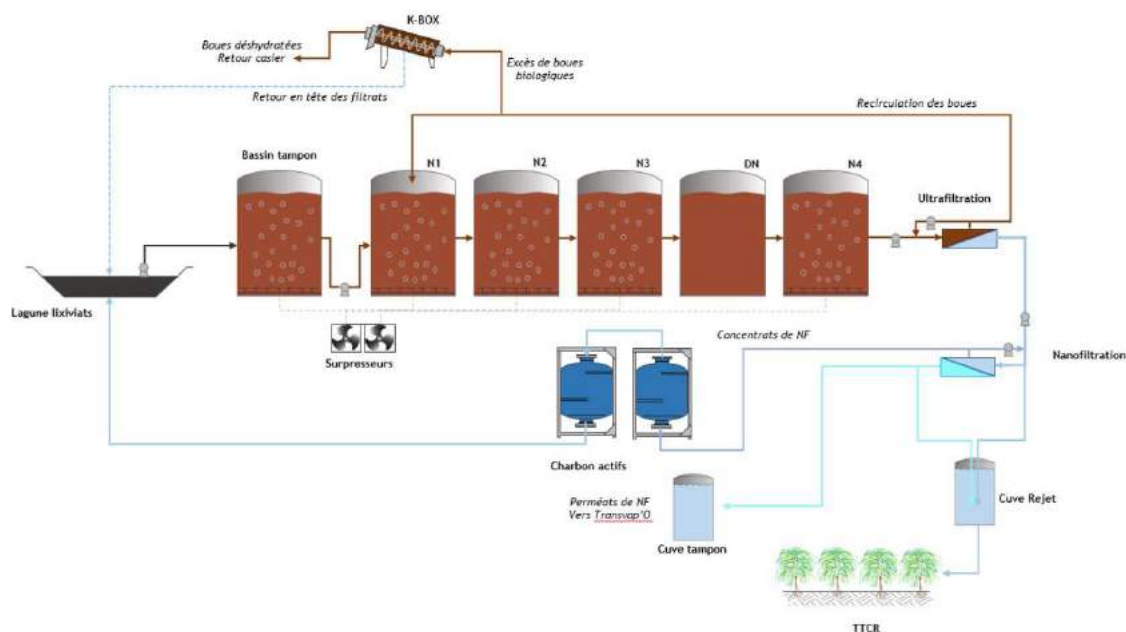 K-BOX
Boues déshydratées
Retour casier
Excès de boues
biologiques
Retour en tête des filtrats
Recirculation des boues
Bassin tampon
N1
N2
N3
DN
N4
Ultrafiltration
Lagune lixiviats
Surpresseurs
Concentrats de NF
Nanofiltration
Charbon actifs
Perméats de NF
Vers Transvap'O
Cuve tampon
Cuve Rejet
TTCR